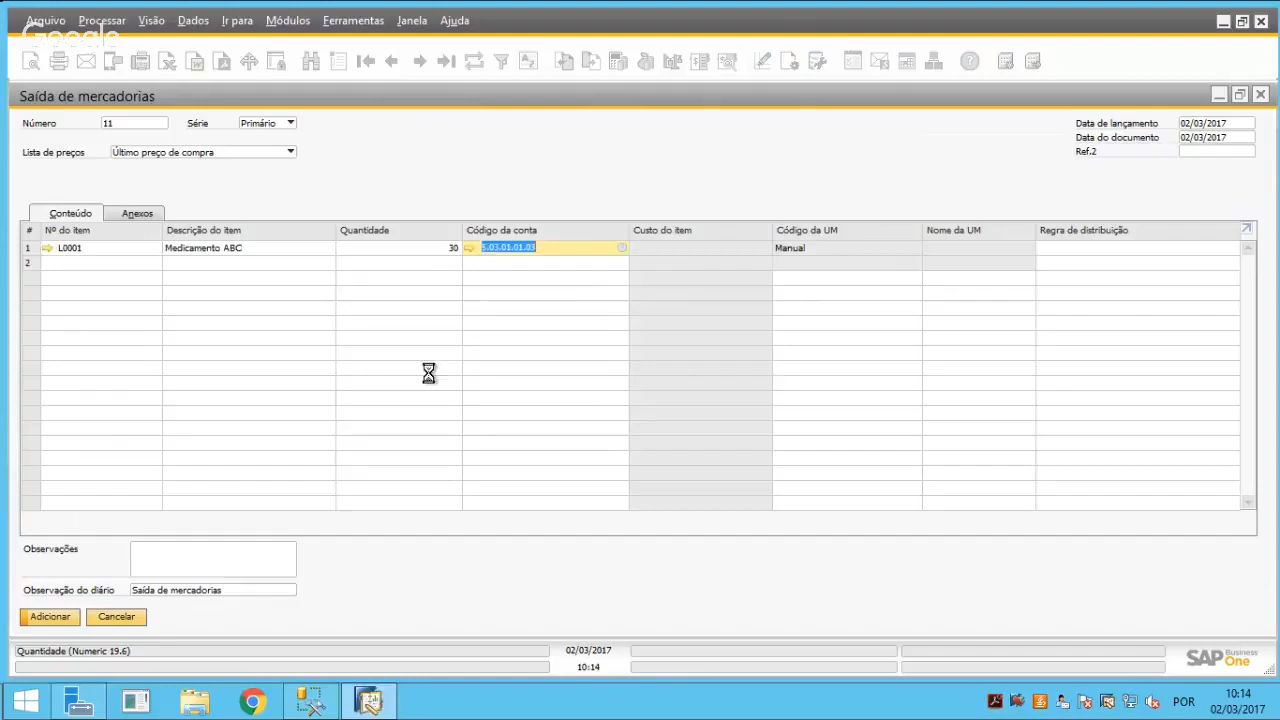 Arquivo Processar Visão Dados Ir para Módulos Ferramentas Janela Ajuda
Google
Saída de mercadorias
Número 11 Série Primário Data de lançamento 02/03/2017
Data do documento 02/03/2017
Lista de preços Último preço de compra Ref.2
Conteúdo Anexos
# Nº do item Descrição do item Quantidade Código da conta Custo do item Código da UM Nome da UM Regra de distribuição
1 L0001 Medicamento ABC 30 5.03.01.01.03 Manual
2
Observações
Observação do diário Saída de mercadorias
Adicionar Cancelar
Quantidade (Numeric 19.6) 02/03/2017
10:14
SAP Business One
POR 10:14
02/03/2017